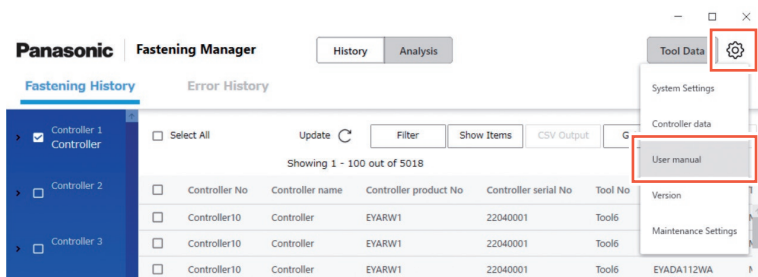 Panasonic Fastening Manager History Analysis Tool Data
Fastening History Error History
System Settings
Controller data
User manual
Version
Maintenance Settings
Controller 1
Controller
Select All Update Filter Show Items CSV Output G
Showing 1 - 100 out of 5018
Controller 2
Controller No Controller name Controller product No Controller serial No Tool No
Controller10 Controller EYARW1 22040001 Tool6
Controller 3
Controller10 Controller EYARW1 22040001 Tool6
Controller10 Controller EYARW1 22040001 Tool6 EYADA112WA